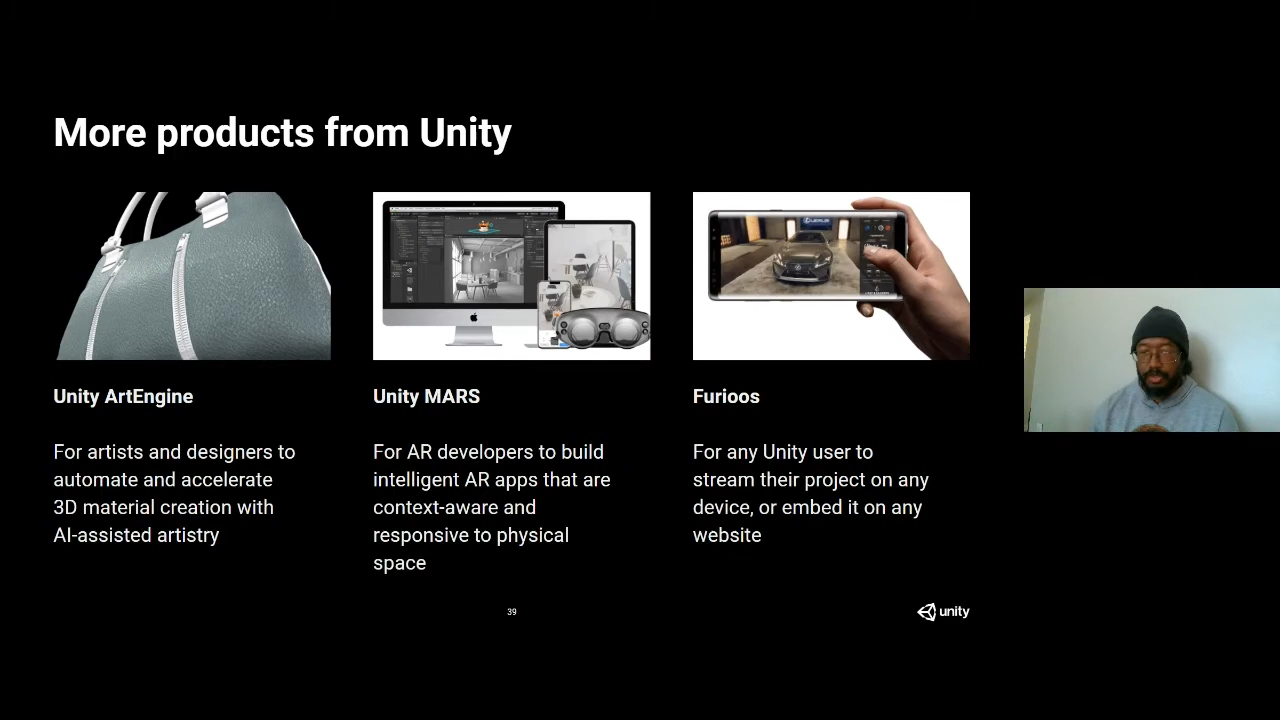 More products from Unity
LEXUS
Unity ArtEngine
For artists and designers to
automate and accelerate
3D material creation with
AI-assisted artistry
Unity MARS
For AR developers to build
intelligent AR apps that are
context-aware and
responsive to physical
space
Furioos
For any Unity user to
stream their project on any
device, or embed it on any
website
39
unity